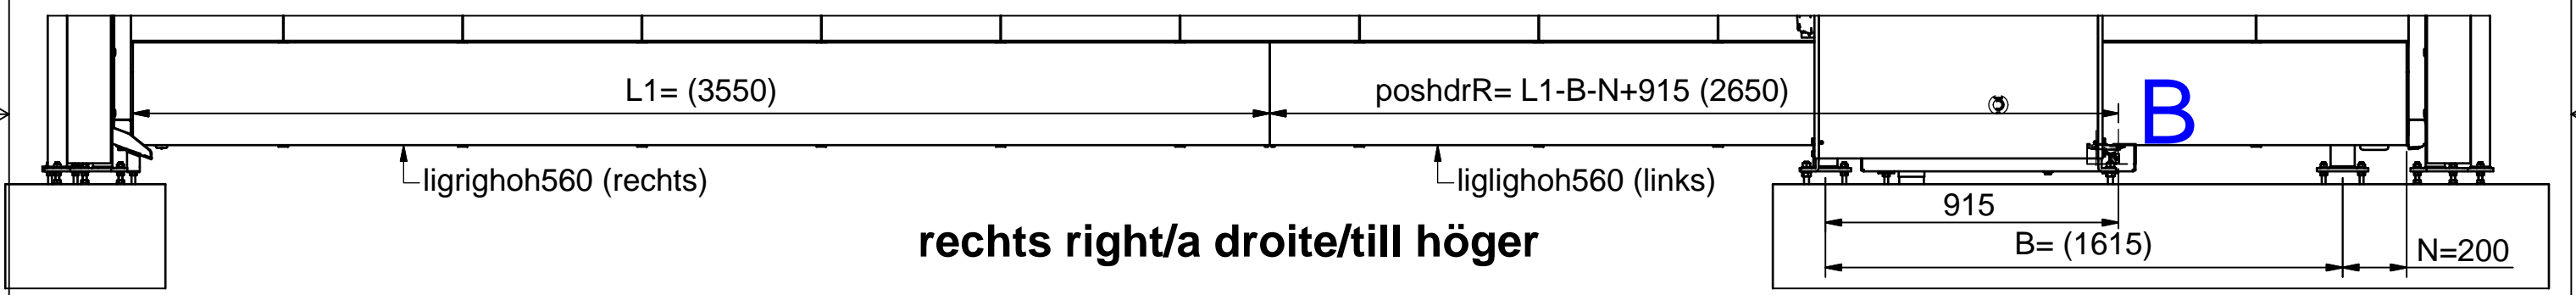 L1= (3550)
poshdrR= L1-B-N+915 (2650)
B
ligrighoh560 (rechts)
liglighoh560 (links)
915
rechts right/a droite/till höger
B= (1615)
N=200